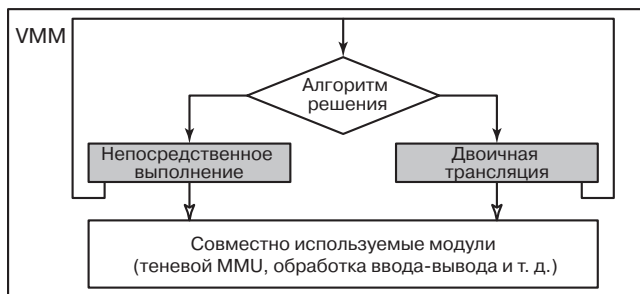 VMM
Алгоритм
решения
Непосредственное
выполнение
Двоичная
трансляция
Совместно используемые модули
(теневой MMU, обработка ввода-вывода и т. д.)